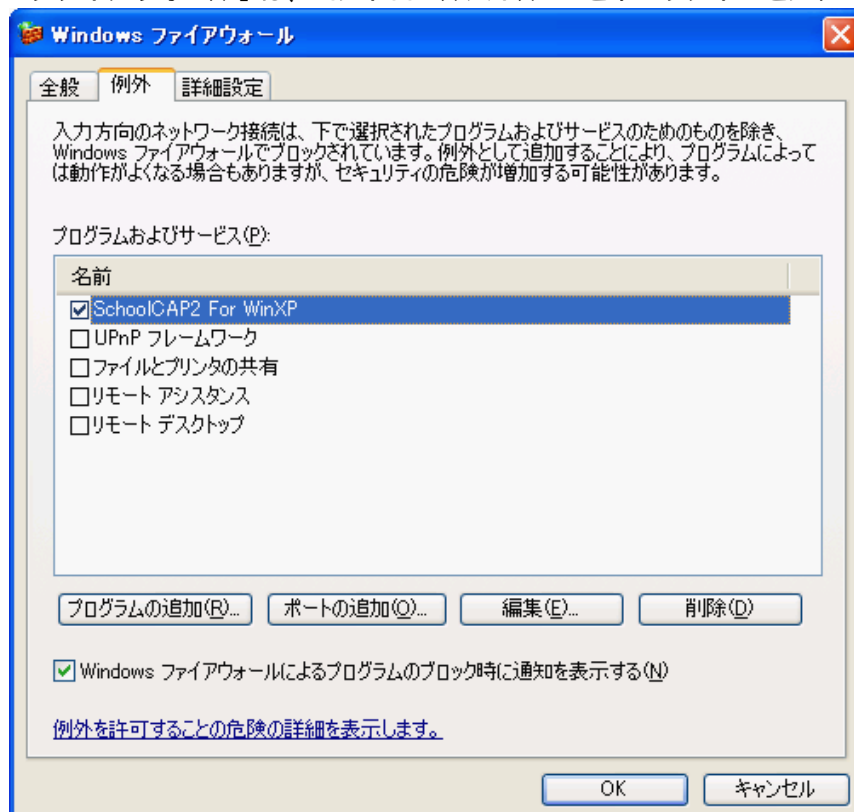 Windows ファイアウォール
全般 例外 詳細設定
入力方向のネットワーク接続は、下で選択されたプログラムおよびサービスのためのものを除き、
Windows ファイアウォールでブロックされています。例外として追加することにより、プログラムによって
は動作がよくなる場合もありますが、セキュリティの危険が増加する可能性があります。
プログラムおよびサービス(P):
名前
SchoolCAP2 For WinXP
UPnP フレームワーク
ファイルとプリンタの共有
リモート アシスタンス
リモート デスクトップ
プログラムの追加(R)... ポートの追加(O)... 編集(E)... 削除(D)
Windows ファイアウォールによるプログラムのブロック時に通知を表示する(N)
例外を許可することの危険の詳細を表示します。
OK キャンセル